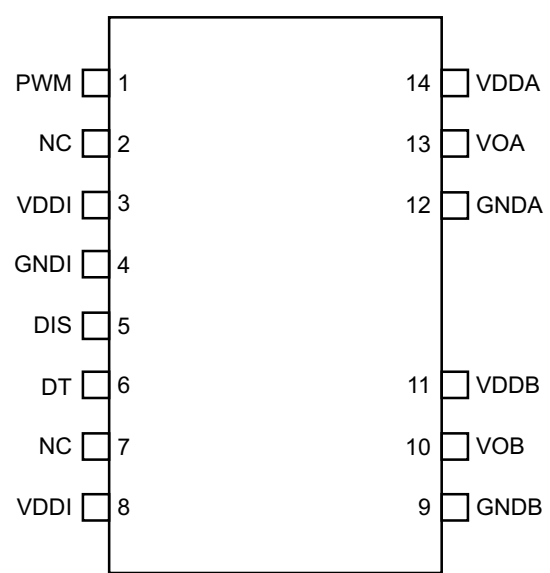 PWM 1 14 VDDA
NC 2 13 VOA
VDDI 3 12 GNDA
GNDI 4
DIS 5
DT 6 11 VDDB
NC 7 10 VOB
VDDI 8 9 GNDB